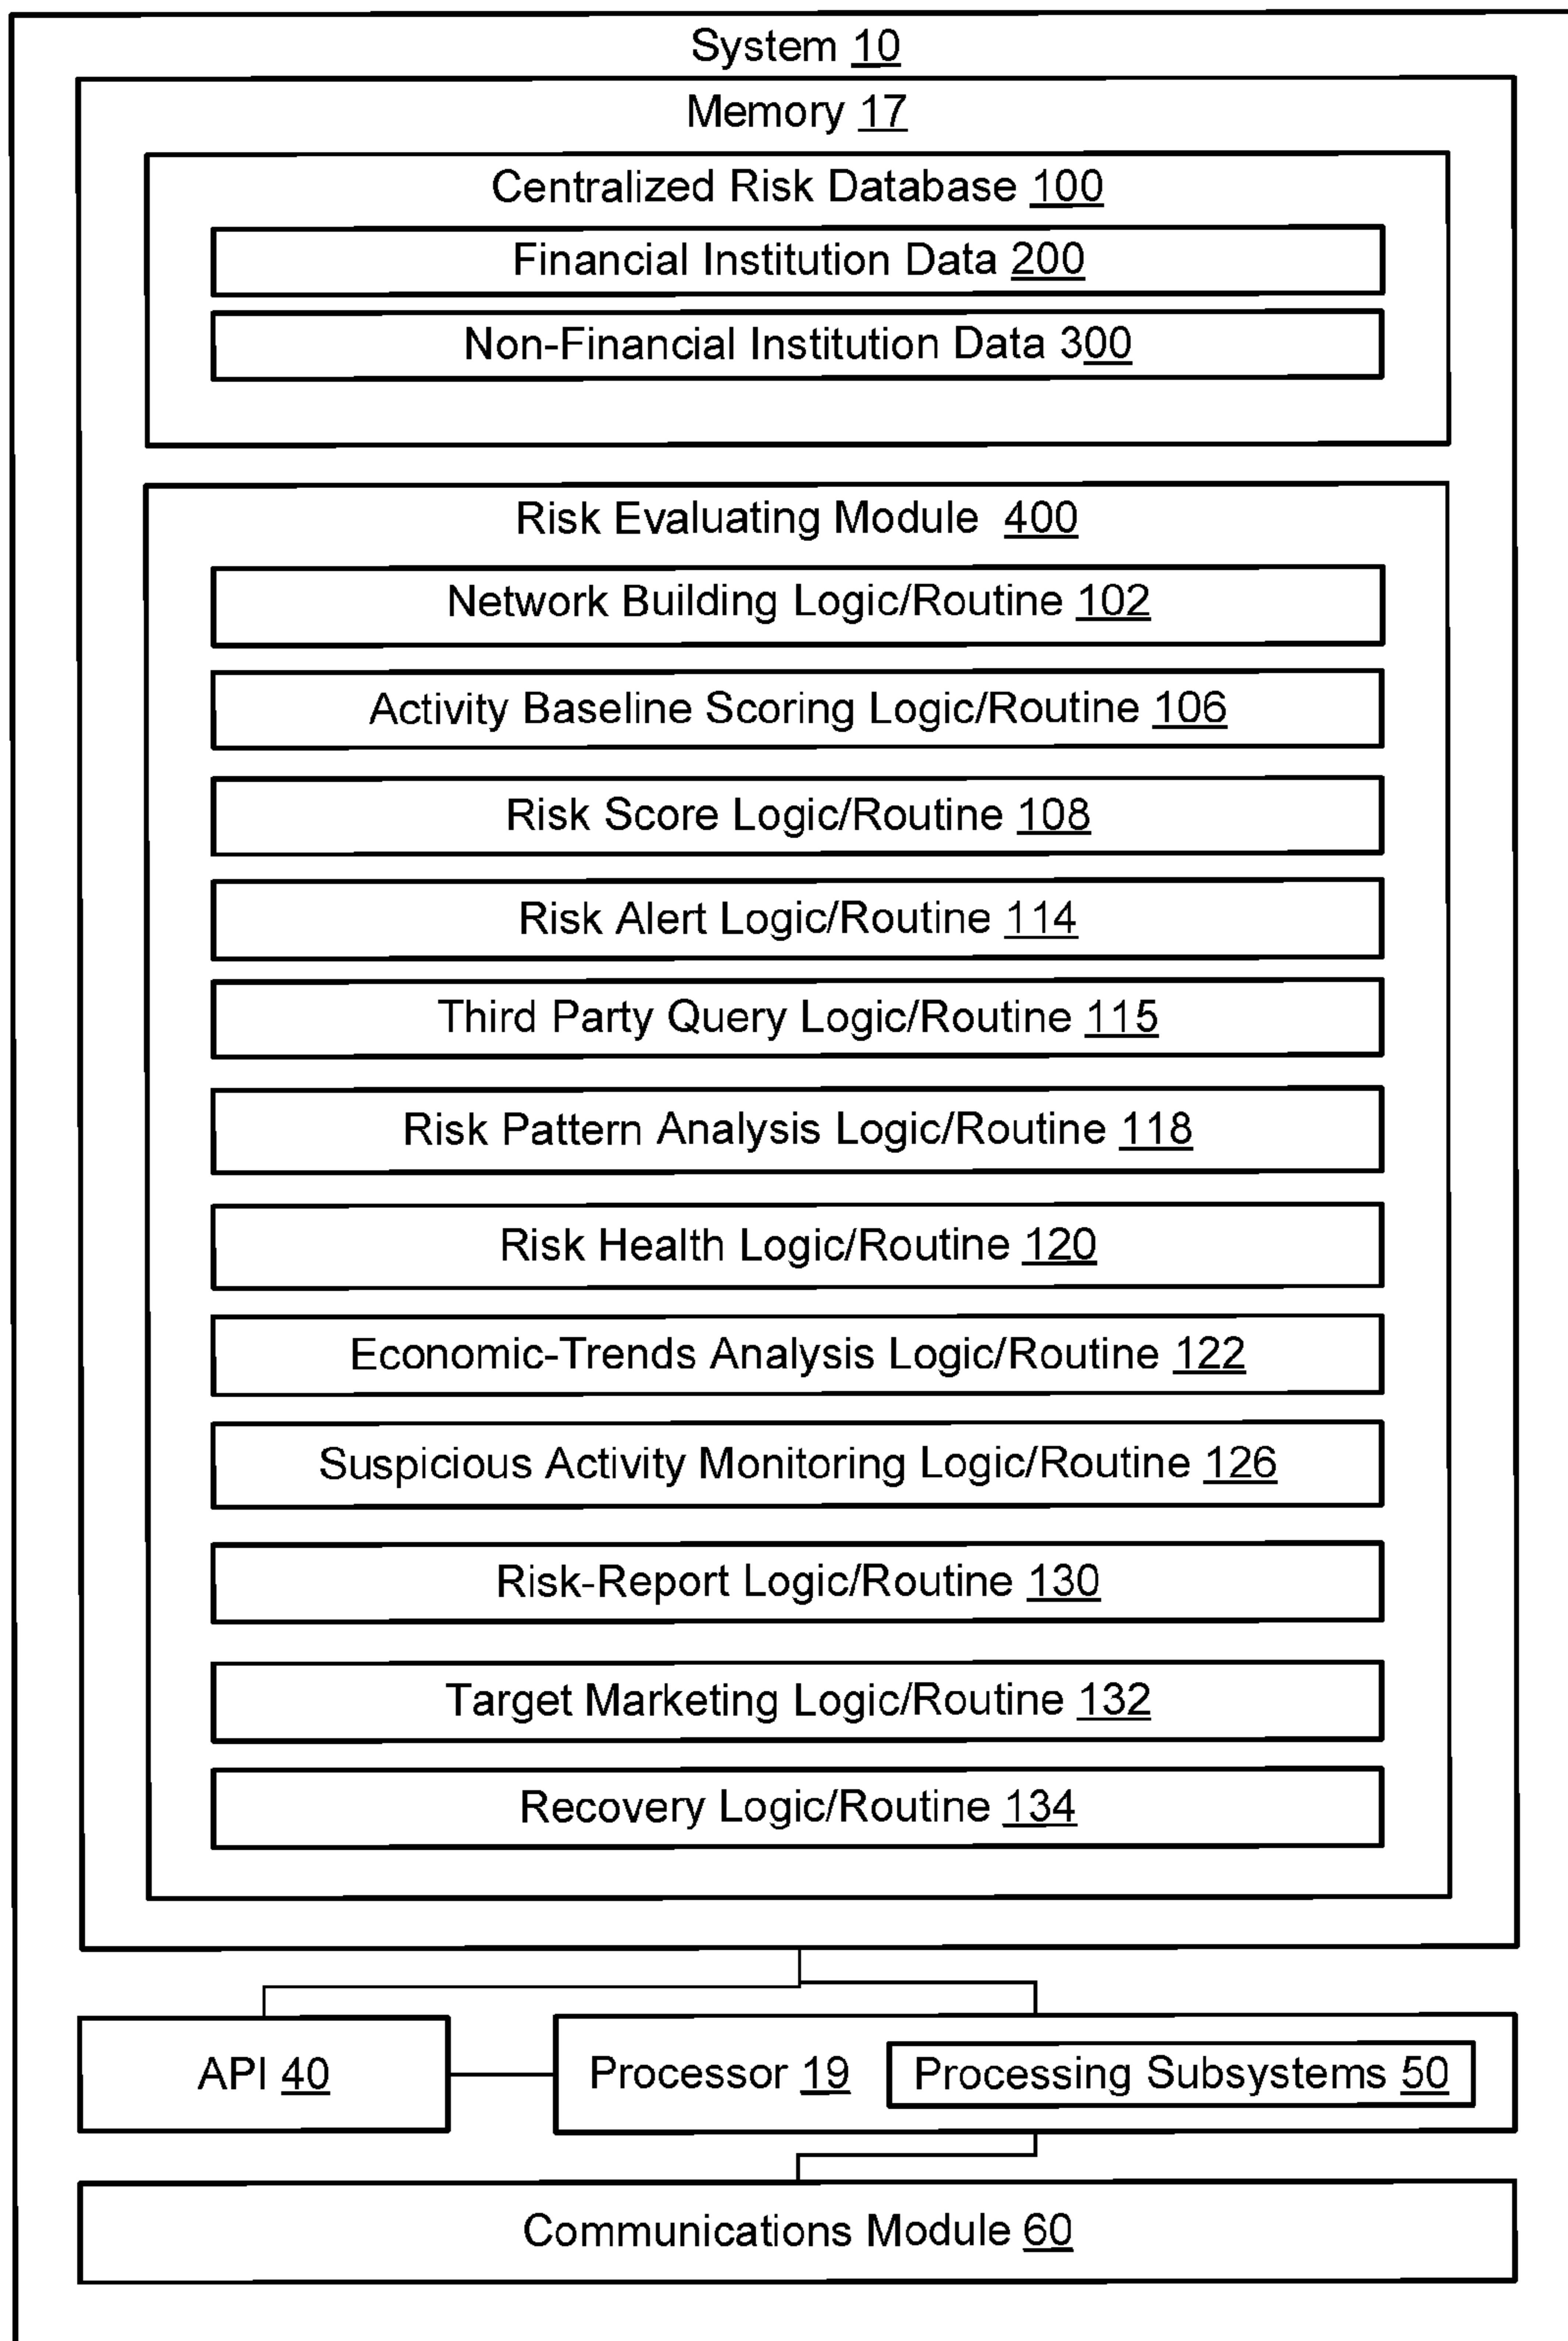 System 10
Memory 17
Centralized Risk Database 100
Financial Institution Data 200
Non-Financial Institution Data 300
Risk Evaluating Module 400
Network Building Logic/Routine 102
Activity Baseline Scoring Logic/Routine 106
Risk Score Logic/Routine 108
Risk Alert Logic/Routine 114
Third Party Query Logic/Routine 115
Risk Pattern Analysis Logic/Routine 118
Risk Health Logic/Routine 120
Economic-Trends Analysis Logic/Routine 122
Suspicious Activity Monitoring Logic/Routine 126
Risk-Report Logic/Routine 130
Target Marketing Logic/Routine 132
Recovery Logic/Routine 134
API 40
Processor 19
Processing Subsystems 50
Communications Module 60